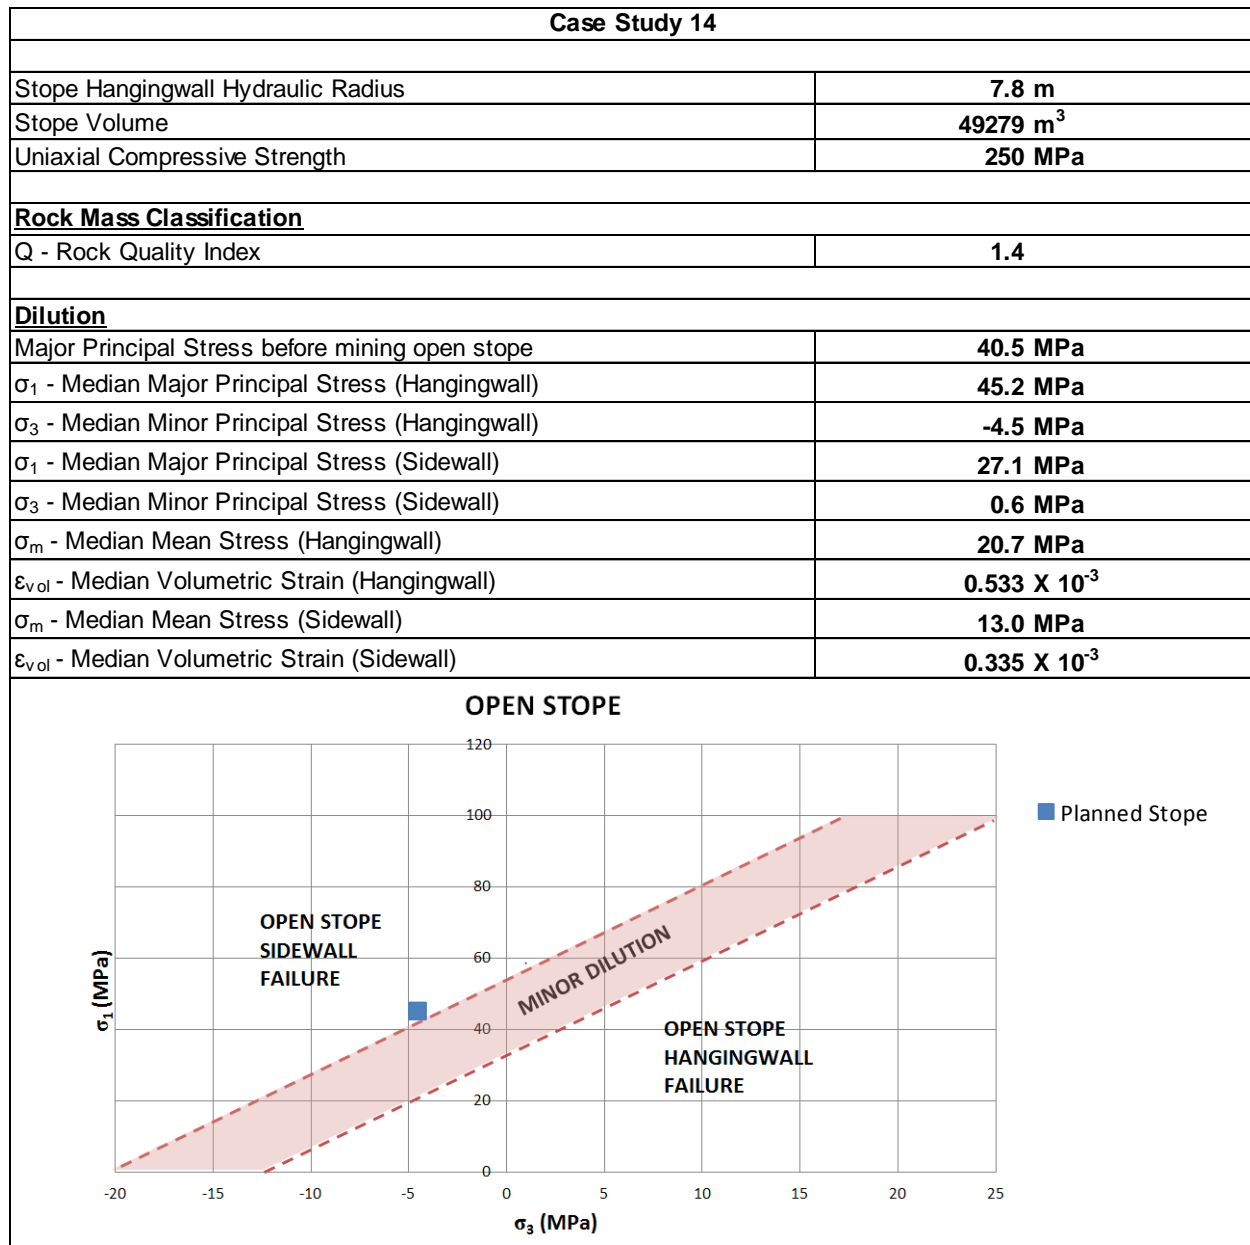 Case Study 14
Stope Hangingwall Hydraulic Radius 7.8 m
Stope Volume 49279 m³
Uniaxial Compressive Strength 250 MPa
Rock Mass Classification
Q - Rock Quality Index 1.4
Dilution
Major Principal Stress before mining open stope 40.5 MPa
σ₁ - Median Major Principal Stress (Hangingwall) 45.2 MPa
σ₃ - Median Minor Principal Stress (Hangingwall) -4.5 MPa
σ₁ - Median Major Principal Stress (Sidewall) 27.1 MPa
σ₃ - Median Minor Principal Stress (Sidewall) 0.6 MPa
σₘ - Median Mean Stress (Hangingwall) 20.7 MPa
εᵥₒₗ - Median Volumetric Strain (Hangingwall) 0.533 X 10⁻³
σₘ - Median Mean Stress (Sidewall) 13.0 MPa
εᵥₒₗ - Median Volumetric Strain (Sidewall) 0.335 X 10⁻³
OPEN STOPE
120
100
80
60
40
20
0
σ₁ (MPa)
OPEN STOPE
SIDEWALL
FAILURE
MINOR DILUTION
OPEN STOPE
HANGINGWALL
FAILURE
Planned Stope
-20 -15 -10 -5 0 5 10 15 20 25
σ₃ (MPa)